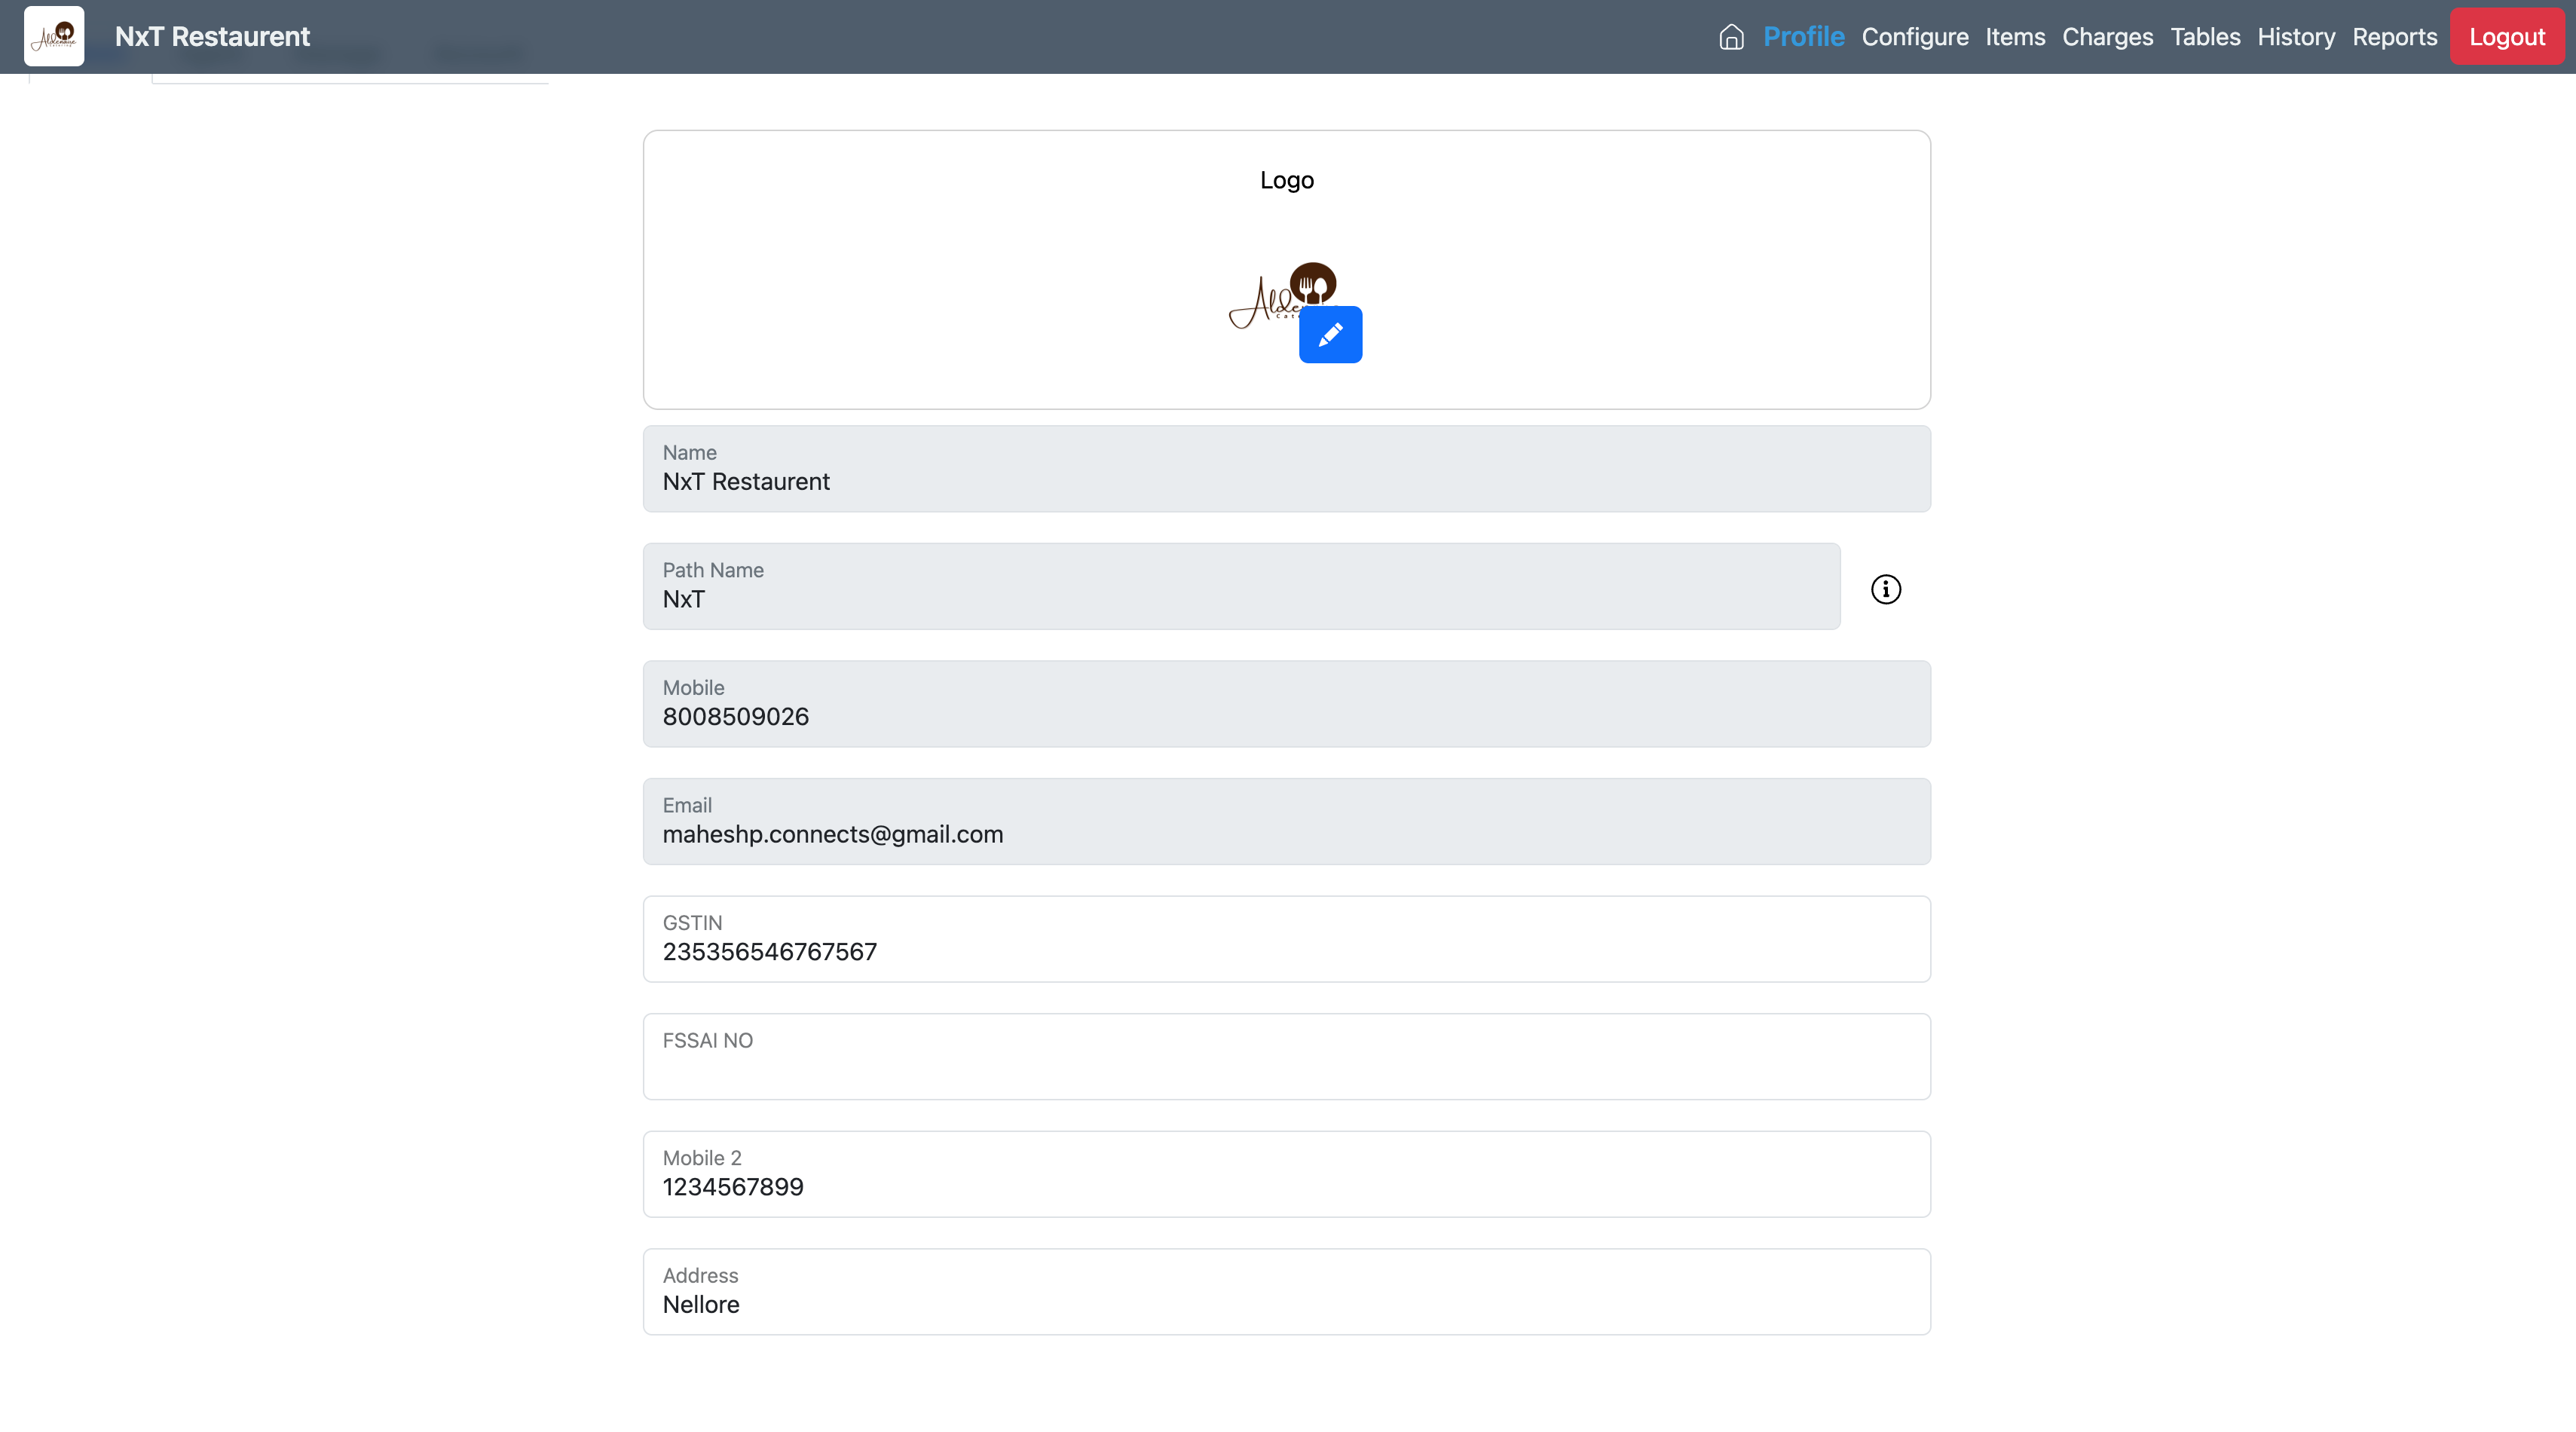 NxT Restaurent
Profile Configure Items Charges Tables History Reports Logout
Logo
Name
NxT Restaurent
Path Name
NxT
Mobile
8008509026
Email
maheshp.connects@gmail.com
GSTIN
235356546767567
FSSAI NO
Mobile 2
1234567899
Address
Nellore